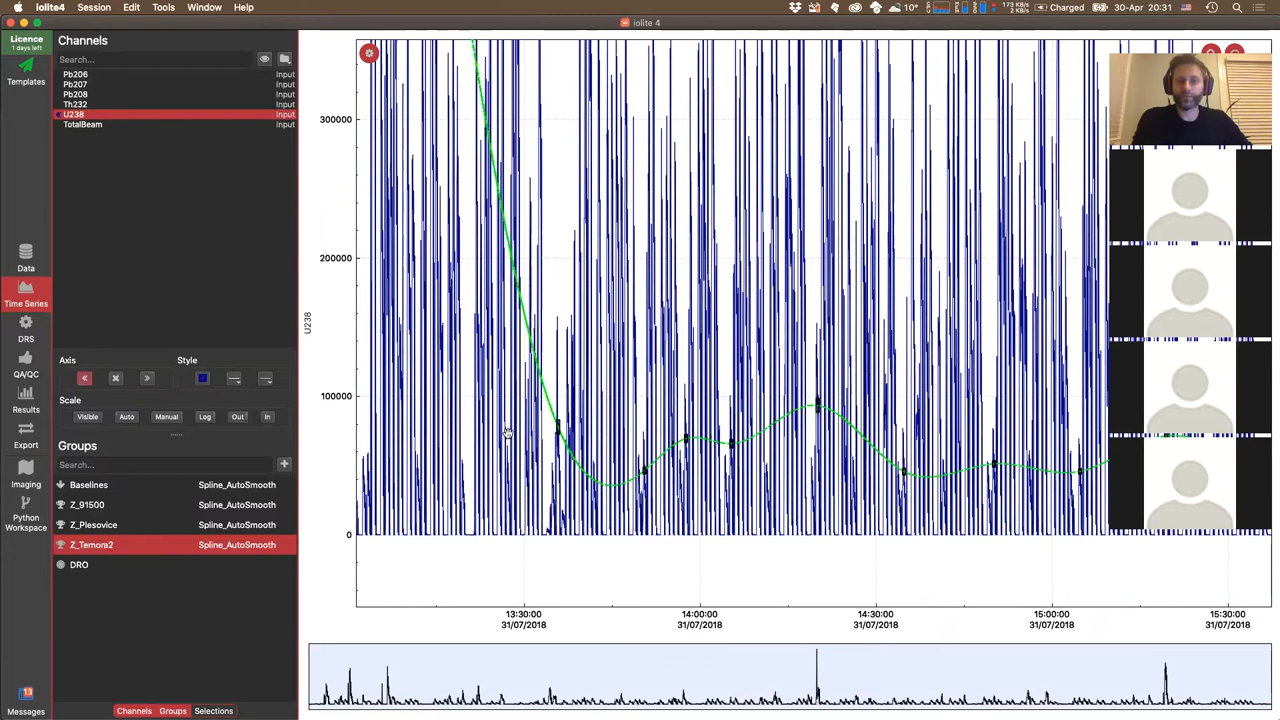 iolite4 Session Edit Tools Window Help
10°
173 KB/s
2 KB/s
Charged
30-Apr 20:31
iolite 4
Licence
1 days left
Templates
Data
Time Series
DRS
QA/QC
Results
Export
Imaging
Python
Workspace
13
Messages
Channels
Search...
Pb206 Input
Pb207 Input
Pb208 Input
Th232 Input
U238 Input
TotalBeam Input
Axis Style
Scale
Visible Auto Manual Log Out In
Groups
Search...
Baselines Spline_AutoSmooth
Z_91500 Spline_AutoSmooth
Z_Plesovice Spline_AutoSmooth
Z_Temora2 Spline_AutoSmooth
DRO
Channels Groups Selections
U238
300000
200000
100000
0
13:30:00 14:00:00 14:30:00 15:00:00 15:30:00
31/07/2018 31/07/2018 31/07/2018 31/07/2018 31/07/2018